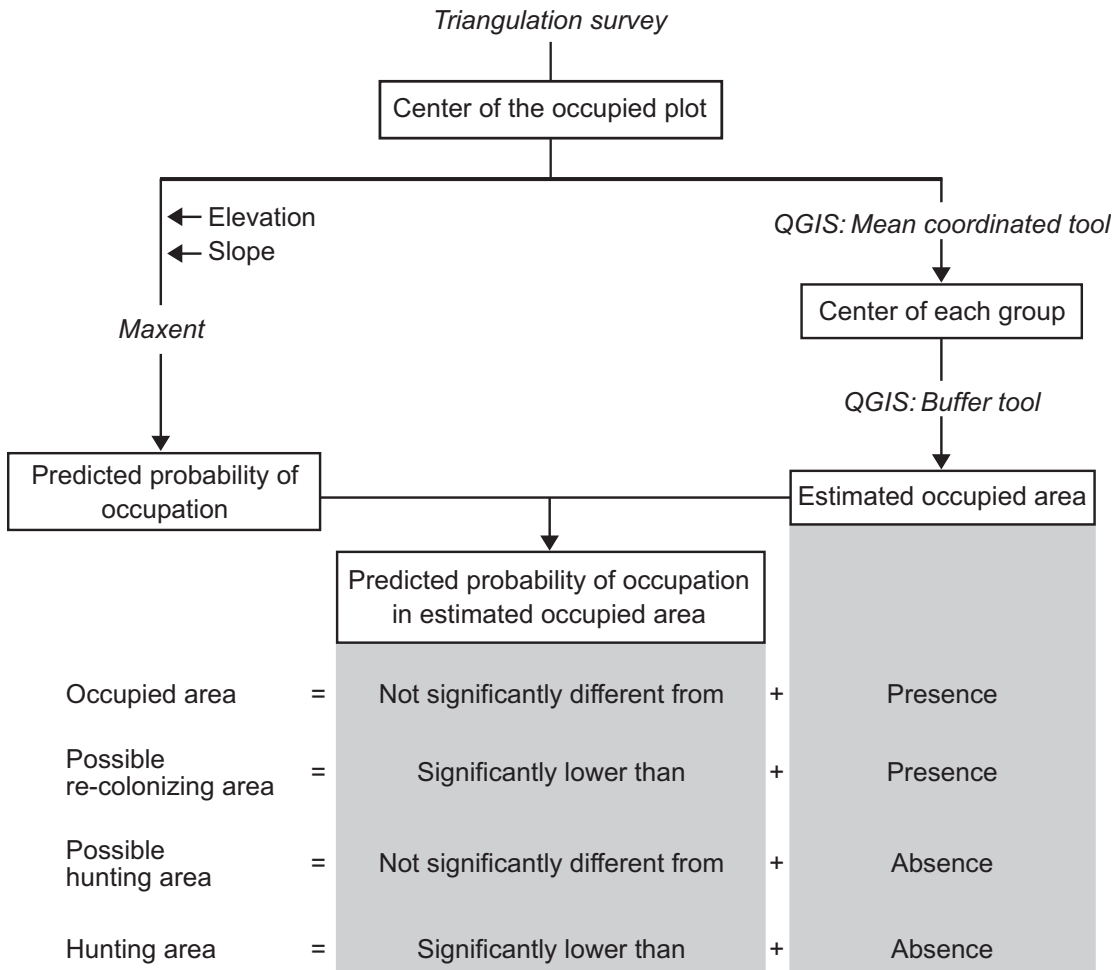 Triangulation survey
Center of the occupied plot
Elevation
Slope
QGIS: Mean coordinated tool
Center of each group
Maxent
QGIS: Buffer tool
Predicted probability of
occupation
Estimated occupied area
Predicted probability of occupation
in estimated occupied area
Occupied area = Not significantly different from + Presence
Possible
re-colonizing area = Significantly lower than + Presence
Possible
hunting area = Not significantly different from + Absence
Hunting area = Significantly lower than + Absence